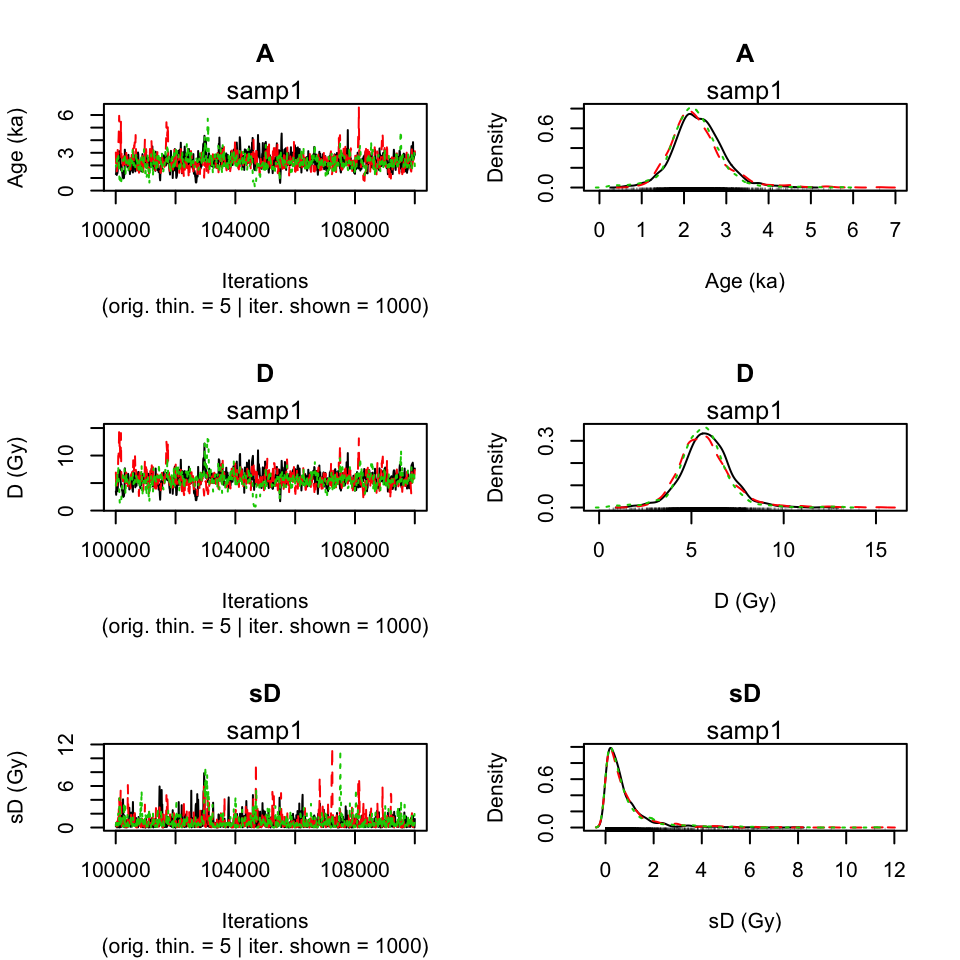 A
samp1
Age (ka)
6
3
0
100000 104000 108000
Iterations
(orig. thin. = 5 | iter. shown = 1000)
A
samp1
Density
0.6
0.0
0 1 2 3 4 5 6 7
Age (ka)
D
samp1
D (Gy)
10
0
100000 104000 108000
Iterations
(orig. thin. = 5 | iter. shown = 1000)
D
samp1
Density
0.3
0.0
0 5 10 15
D (Gy)
sD
samp1
sD (Gy)
12
6
0
100000 104000 108000
Iterations
(orig. thin. = 5 | iter. shown = 1000)
sD
samp1
Density
0.6
0.0
0 2 4 6 8 10 12
sD (Gy)